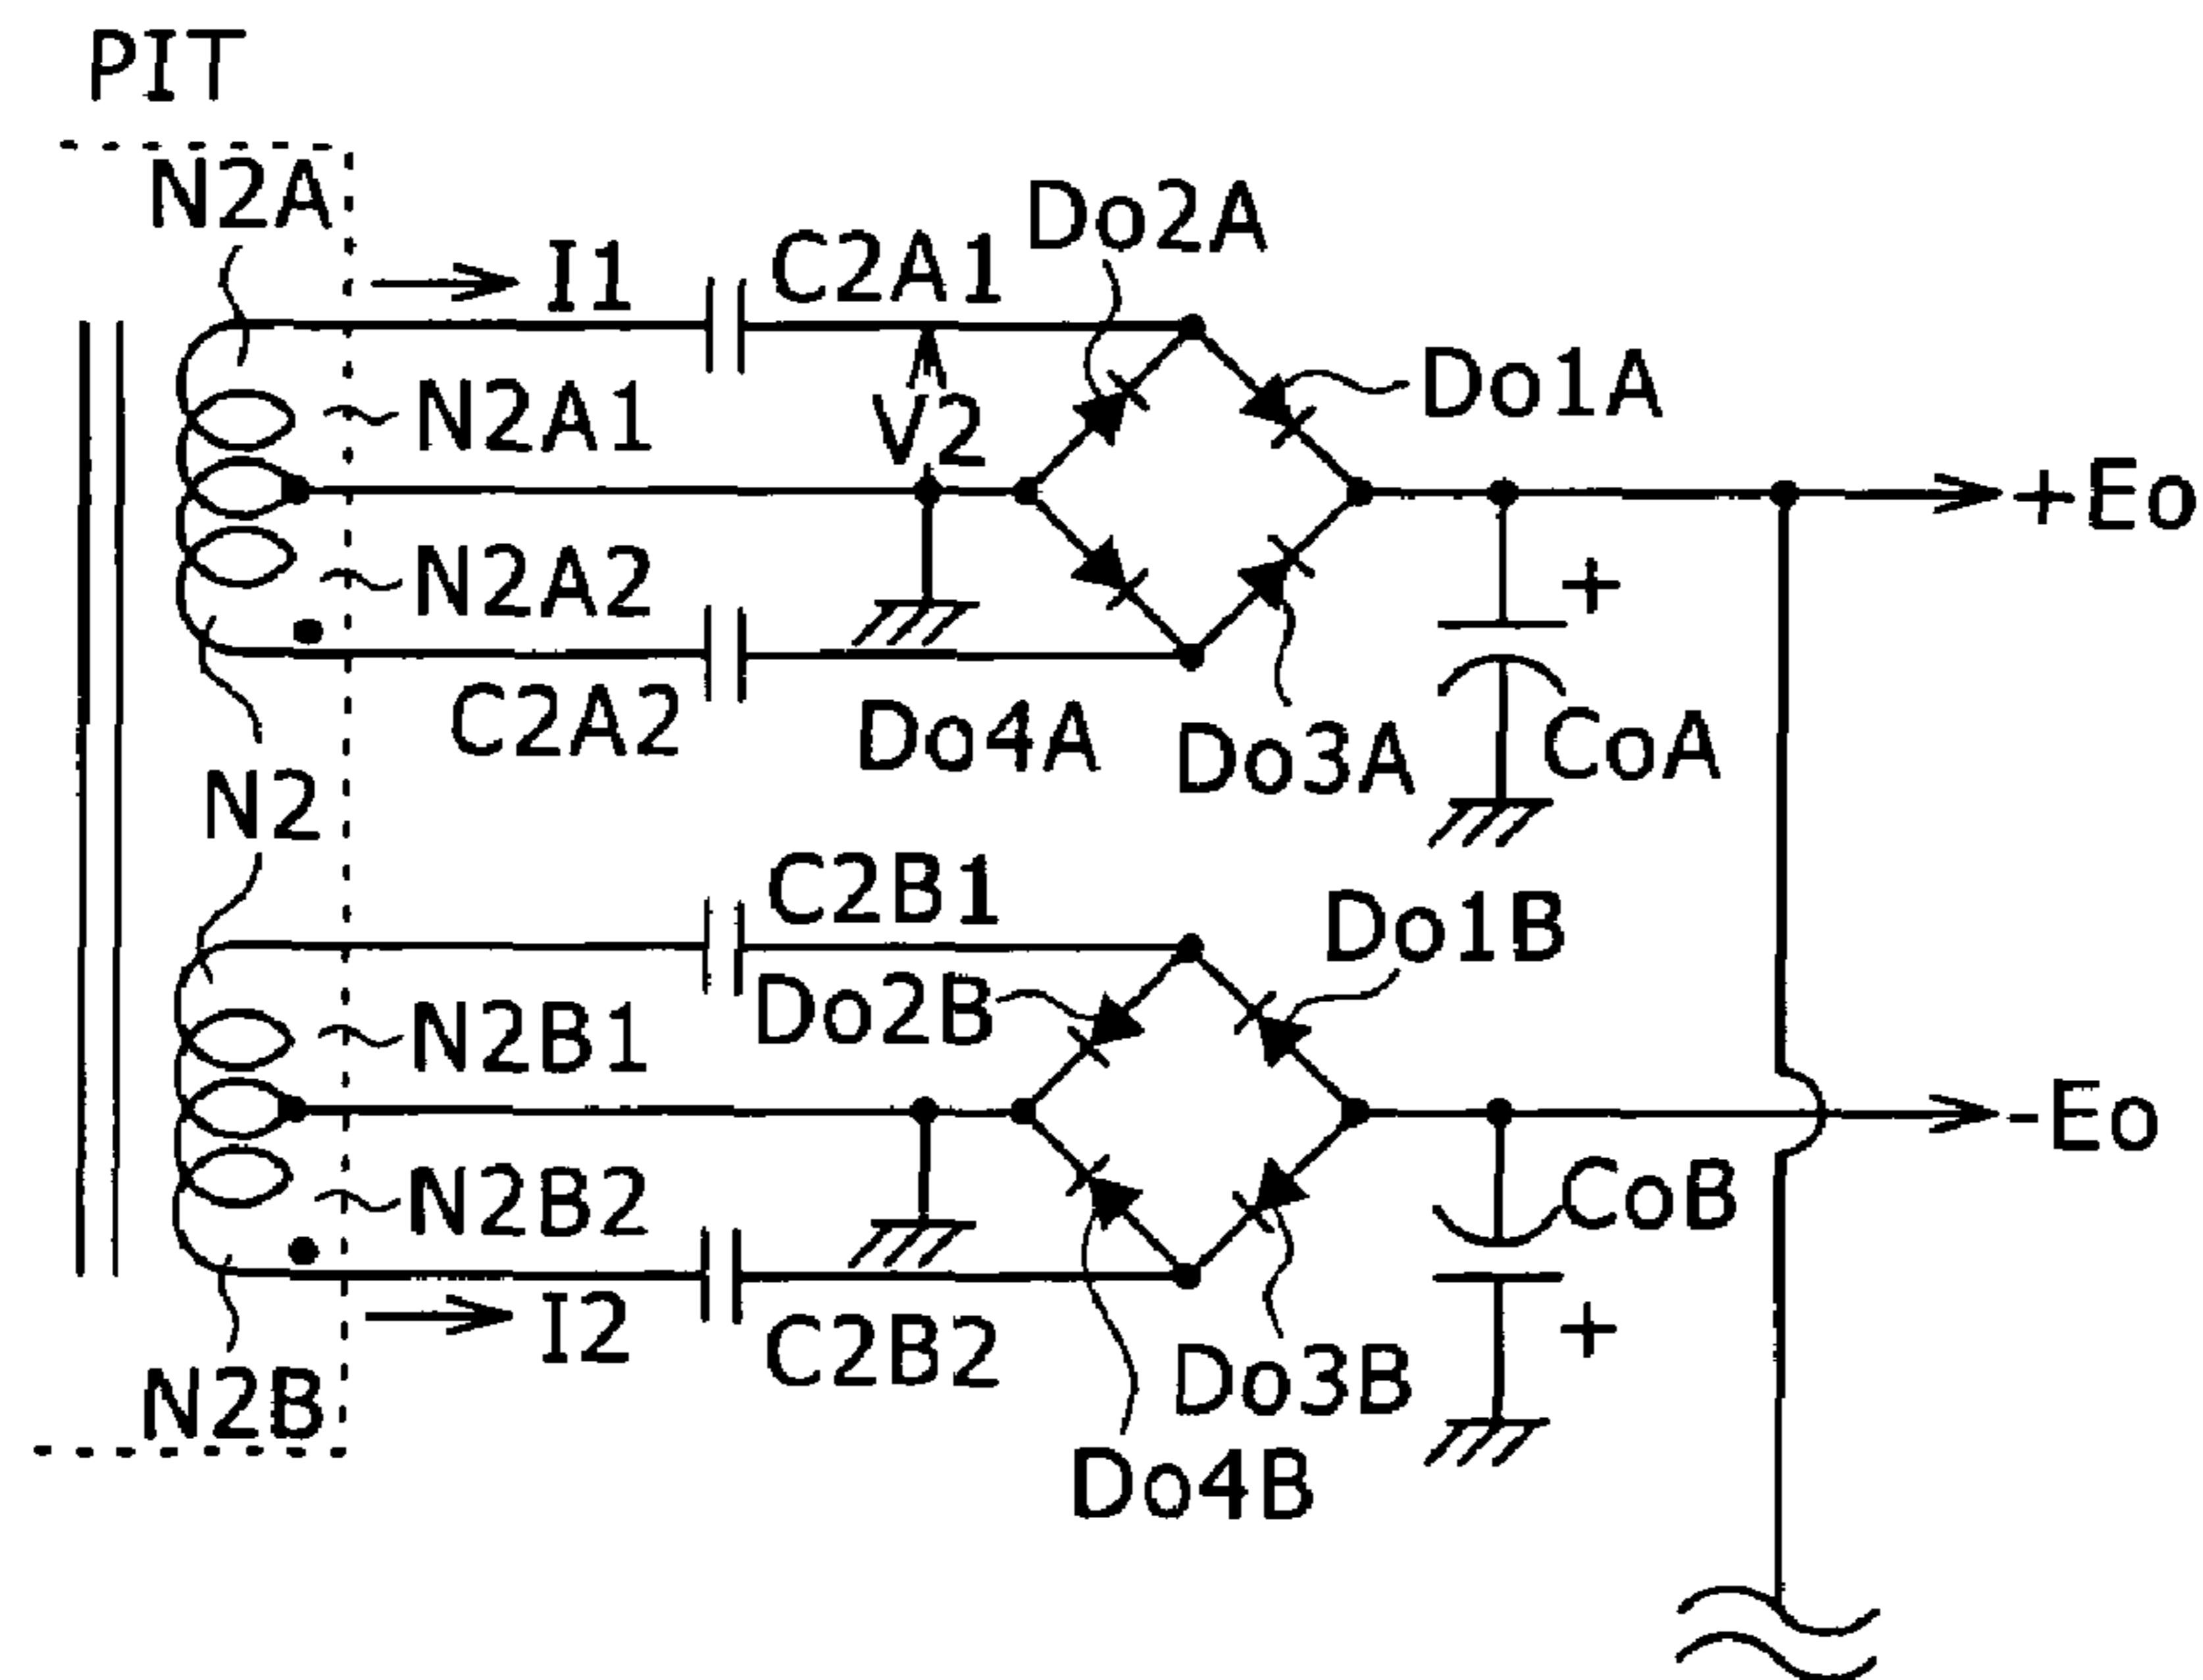 PIT
N2A
Do2A
I1
C2A1
Do1A
N2A1
V2
+Eo
N2A2
+
C2A2
Do4A
Do3A
CoA
N2
C2B1
Do1B
Do2B
N2B1
-Eo
N2B2
CoB
I2
C2B2
+
Do3B
N2B
Do4B